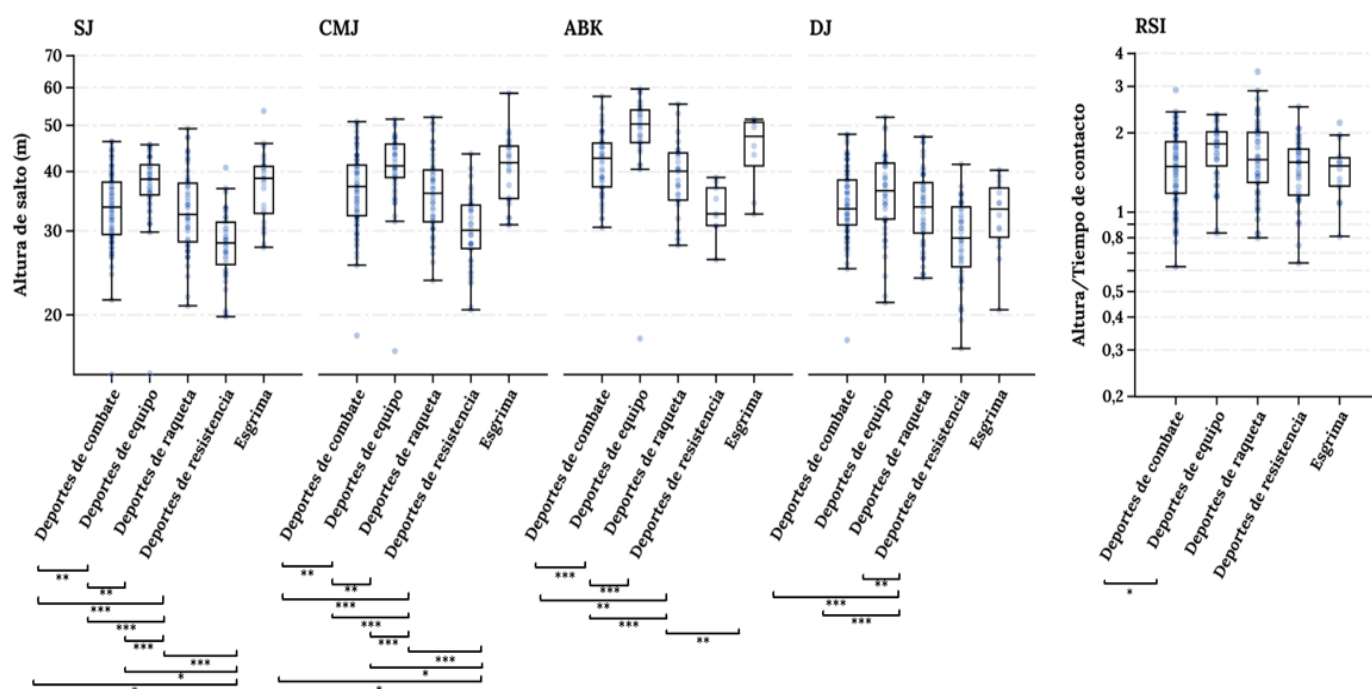 SJ
CMJ
ABK
DJ
RSI
Altura de salto (m)
70
60
50
40
30
20
Altura/Tiempo de contacto
4
3
2
1
0,8
0,5
0,4
0,3
0,2
Deportes de combate
Deportes de equipo
Deportes de raqueta
Deportes de resistencia
Esgrima
Deportes de combate
Deportes de equipo
Deportes de raqueta
Deportes de resistencia
Esgrima
Deportes de combate
Deportes de equipo
Deportes de raqueta
Deportes de resistencia
Esgrima
Deportes de combate
Deportes de equipo
Deportes de raqueta
Deportes de resistencia
Esgrima
Deportes de combate
Deportes de equipo
Deportes de raqueta
Deportes de resistencia
Esgrima
**
**
***
***
***
***
*
*
**
**
***
***
***
***
*
*
***
***
**
***
**
**
***
***
*